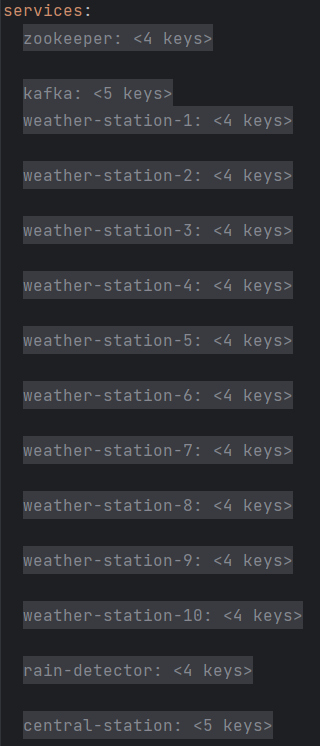 services:
zookeeper: <4 keys>
kafka: <5 keys>
weather-station-1: <4 keys>
weather-station-2: <4 keys>
weather-station-3: <4 keys>
weather-station-4: <4 keys>
weather-station-5: <4 keys>
weather-station-6: <4 keys>
weather-station-7: <4 keys>
weather-station-8: <4 keys>
weather-station-9: <4 keys>
weather-station-10: <4 keys>
rain-detector: <4 keys>
central-station: <5 keys>